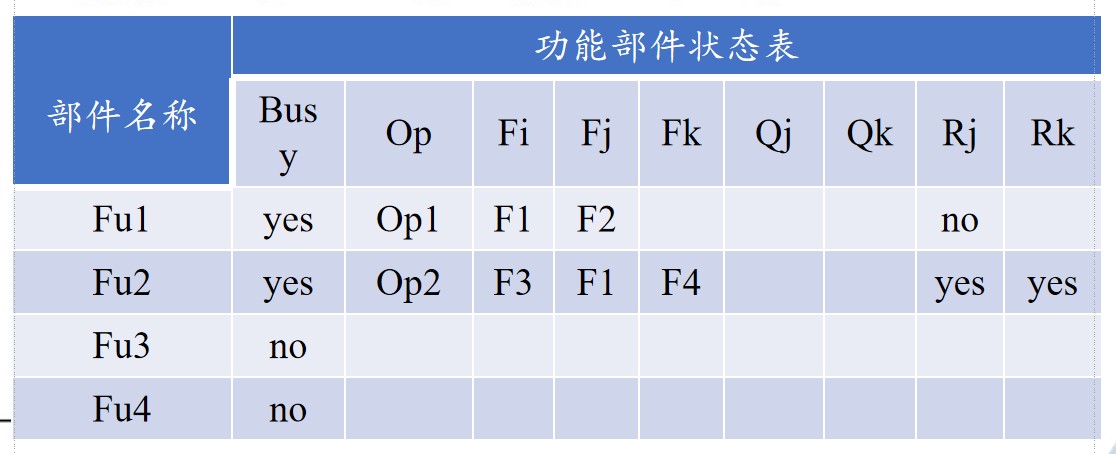 部件名称 功能部件状态表
Bus
y Op Fi Fj Fk Qj Qk Rj Rk
Fu1 yes Op1 F1 F2 no
Fu2 yes Op2 F3 F1 F4 yes yes
Fu3 no
Fu4 no